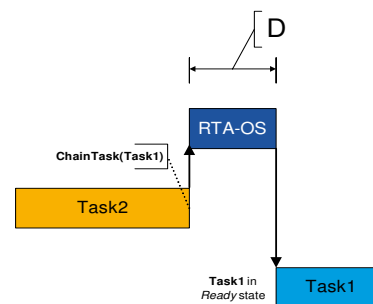 D
RTA-OS
ChainTask(Task1)
Task2
Task1 in
Ready state
Task1